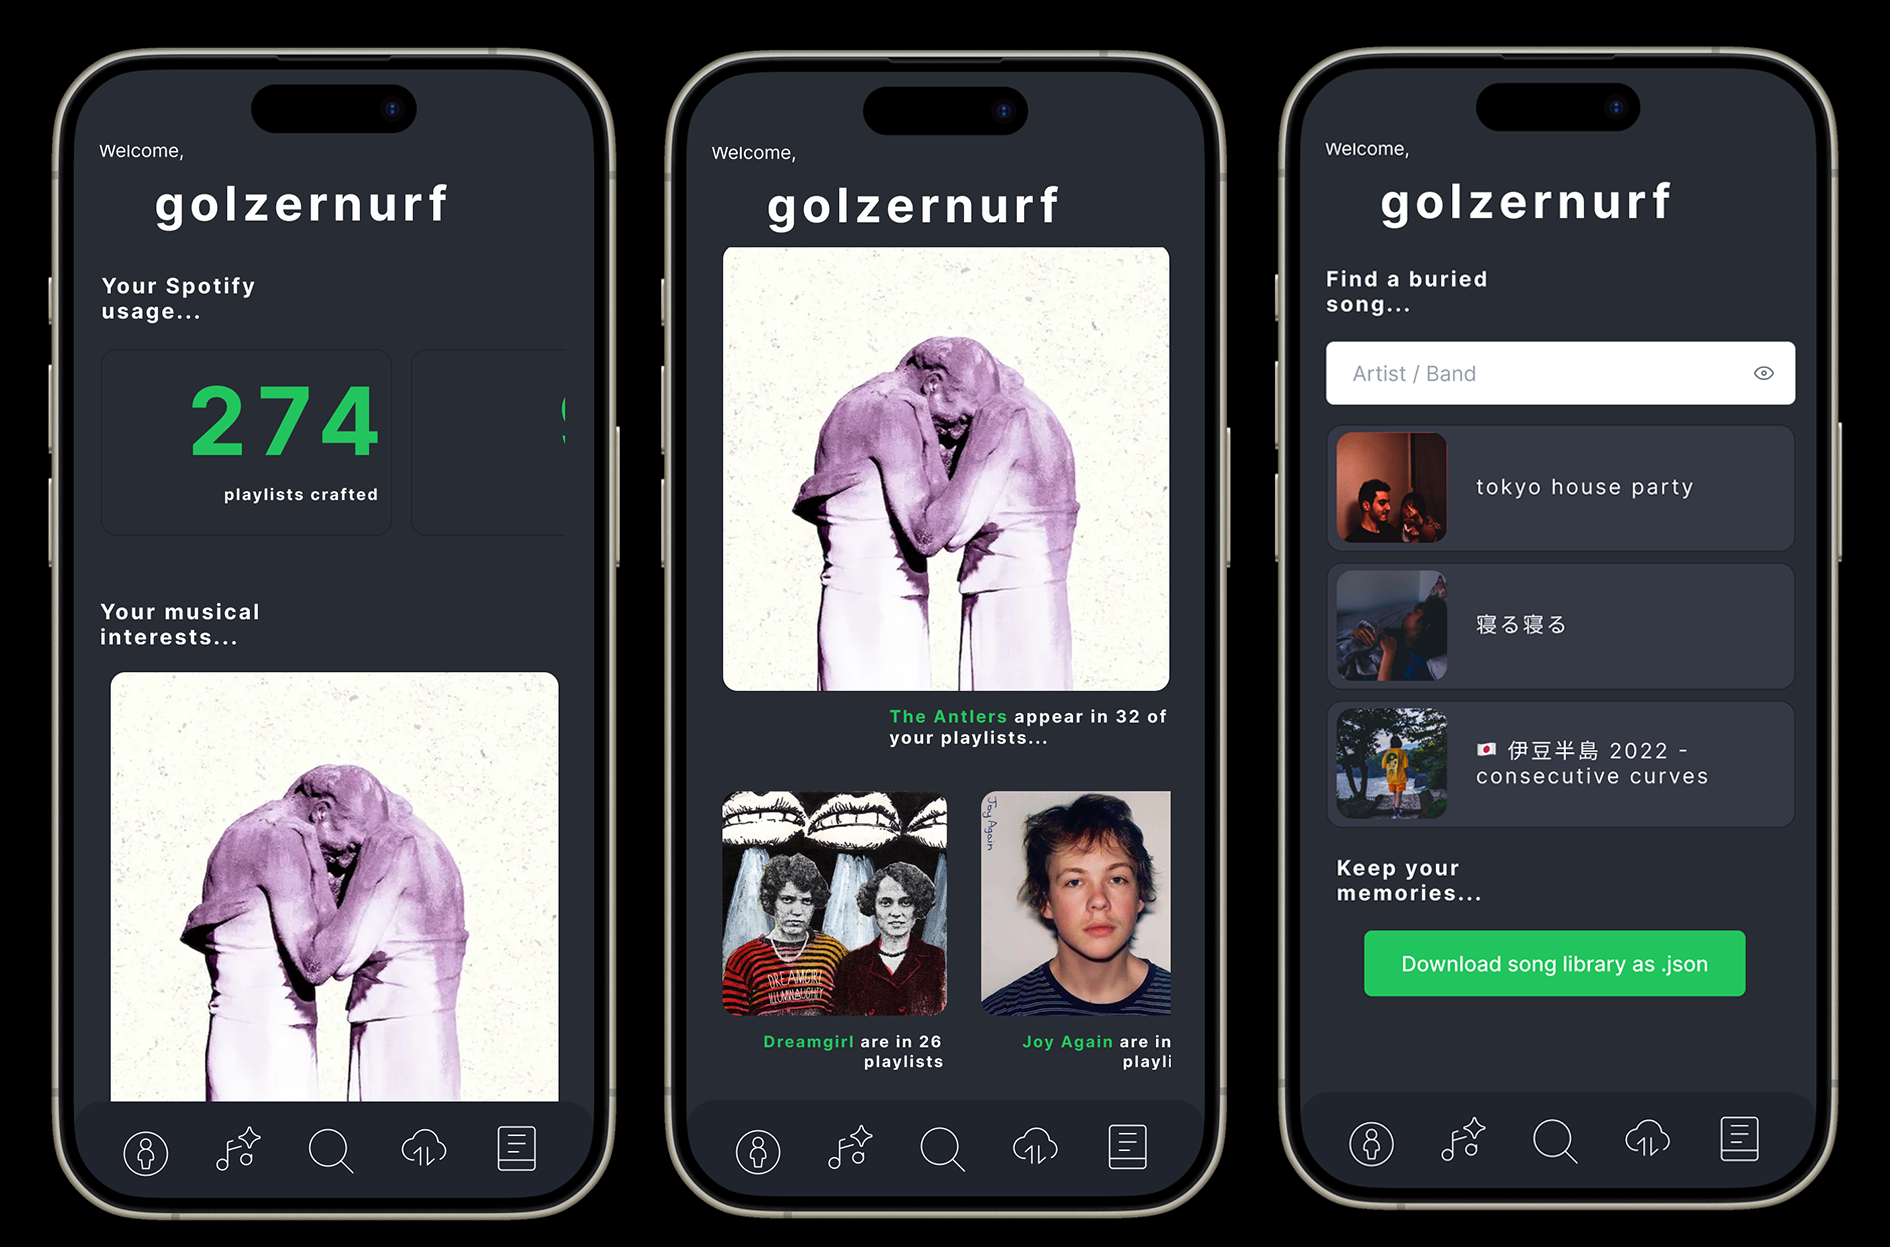 Welcome,
golzernurf
Your Spotify
usage...
274
playlists crafted
Your musical
interests...
Welcome,
golzernurf
The Antlers appear in 32 of
your playlists...
Joy Again
DREAMGIRL
ILLUMINAUGHTY
Dreamgirl are in 26
playlists
Joy Again are in
playli
Welcome,
golzernurf
Find a buried
song...
Artist / Band
tokyo house party
寝る寝る
🇯🇵 伊豆半島 2022 -
consecutive curves
Keep your
memories...
Download song library as .json